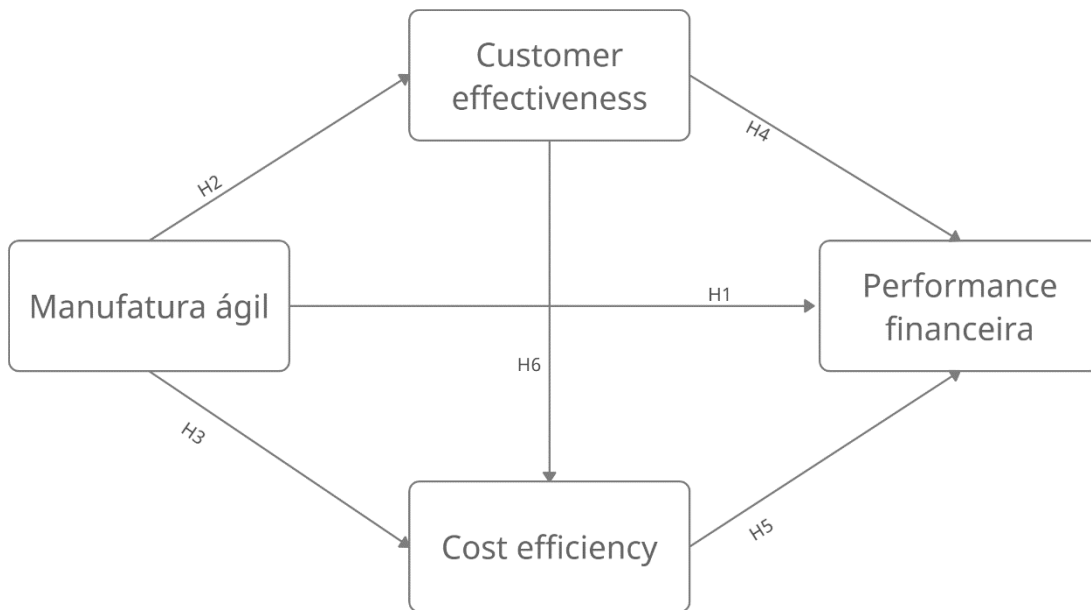 Customer
effectiveness
H4
H2
Manufatura ágil
H1
Performance
financeira
H6
H3
Cost efficiency
H5